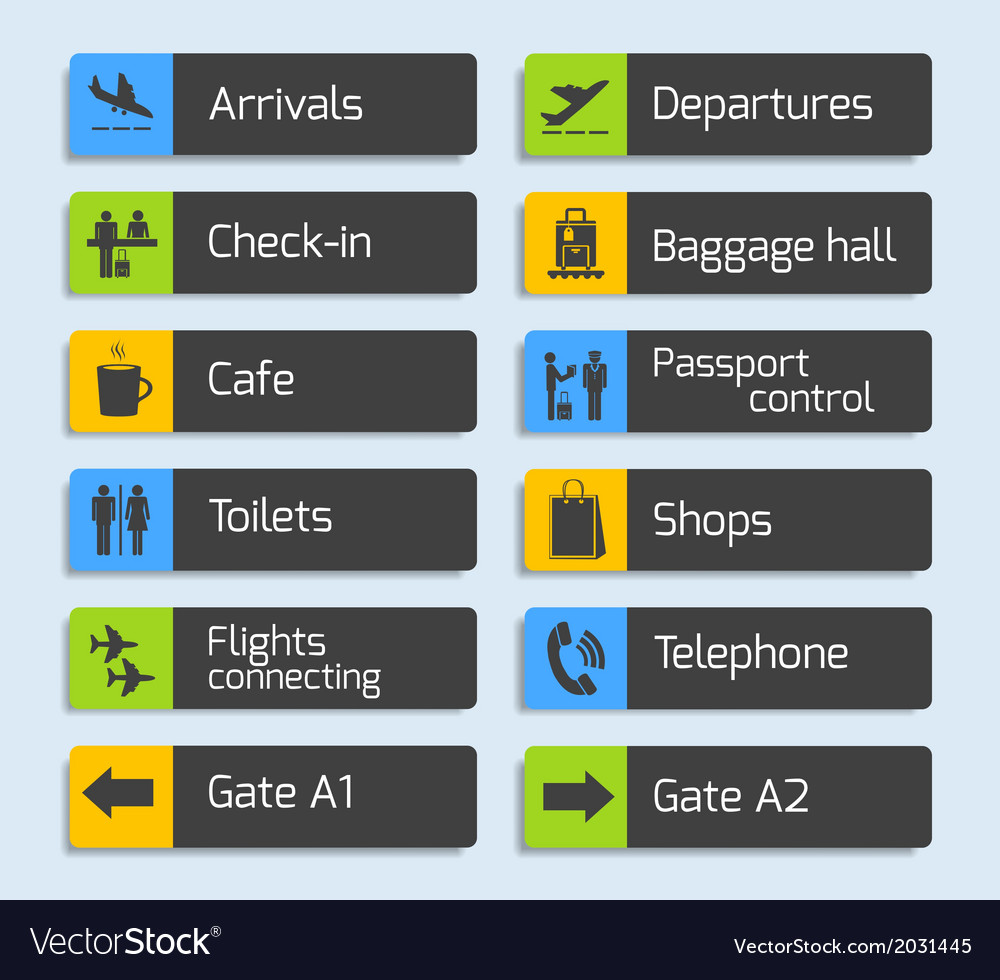 Arrivals
Departures
Check-in
Baggage hall
Cafe
Passport
control
Toilets
Shops
Flights
connecting
Telephone
Gate A1
Gate A2
VectorStock®
VectorStock.com/2031445